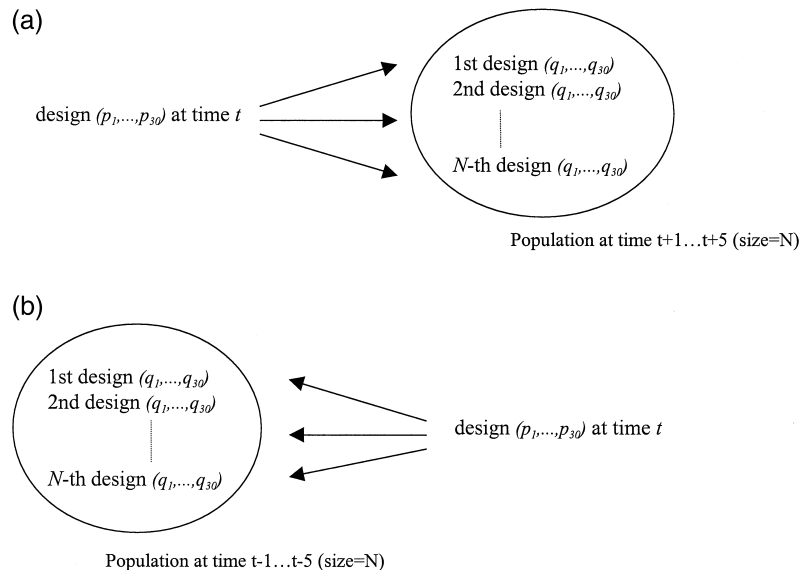 (a)
1st design (q1,...,q30)
2nd design (q1,...,q30)
design (p1,...,p30) at time t
N-th design (q1,...,q30)
Population at time t+1…t+5 (size=N)
(b)
1st design (q1,...,q30)
2nd design (q1,...,q30)
design (p1,...,p30) at time t
N-th design (q1,...,q30)
Population at time t-1…t-5 (size=N)